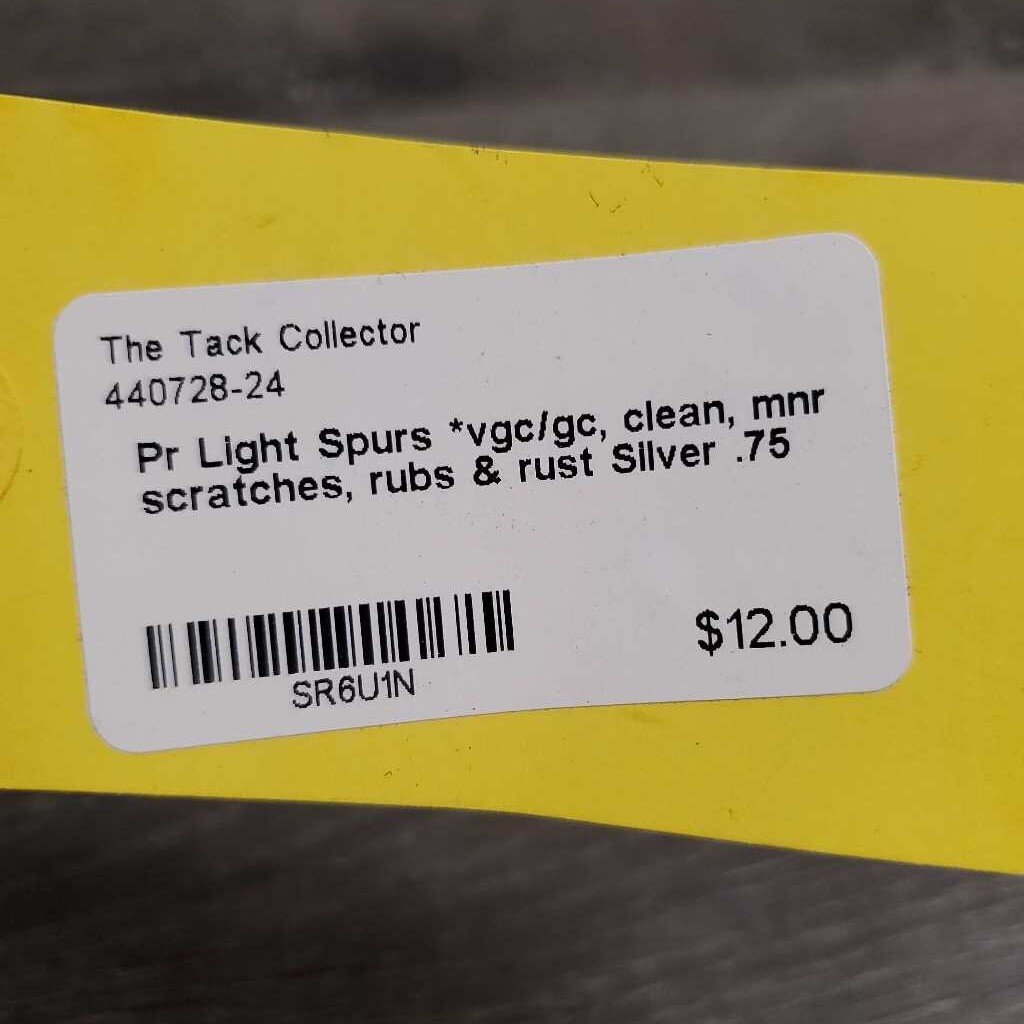 The Tack Collector
440728-24
Pr Light Spurs *vgc/gc, clean, mnr
scratches, rubs & rust Silver .75
$12.00
SR6U1N